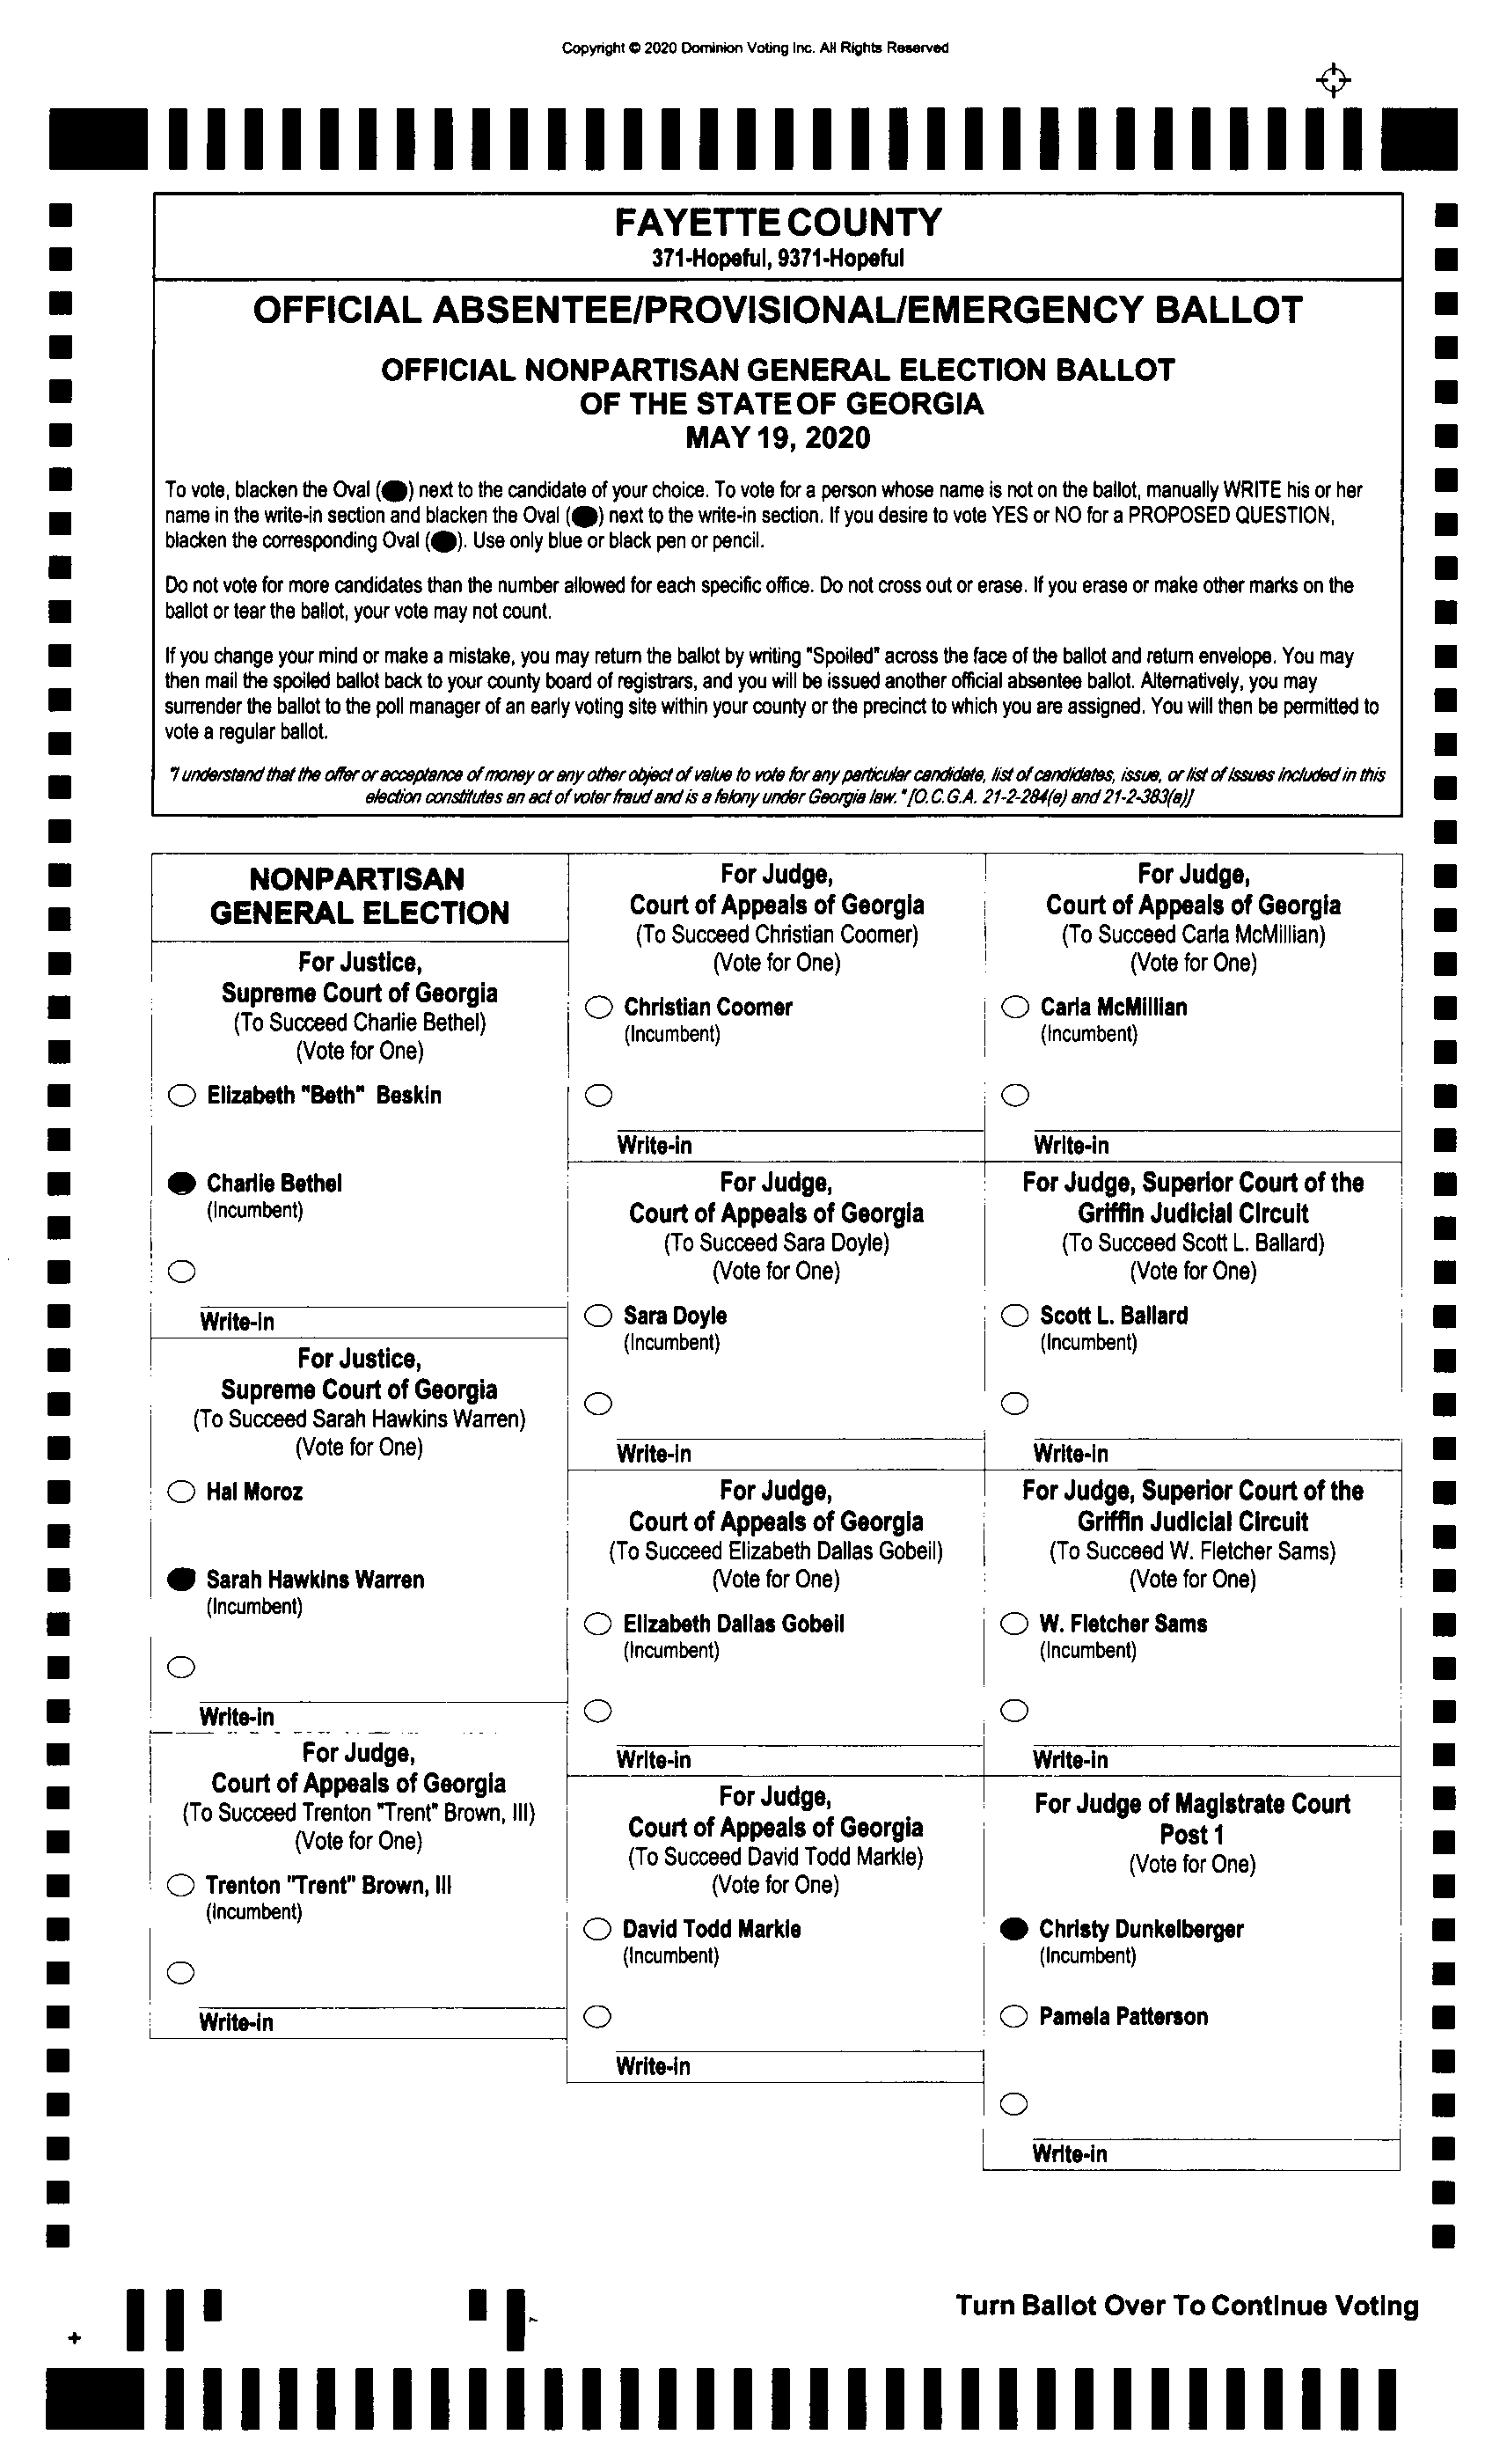 Copyright © 2020 Dominion Voting Inc. All Rights Reserved
FAYETTE COUNTY
371-Hopeful, 9371-Hopeful
OFFICIAL ABSENTEE/PROVISIONAL/EMERGENCY BALLOT
OFFICIAL NONPARTISAN GENERAL ELECTION BALLOT
OF THE STATE OF GEORGIA
MAY 19, 2020
To vote, blacken the Oval ( ) next to the candidate of your choice. To vote for a person whose name is not on the ballot, manually WRITE his or her
name in the write-in section and blacken the Oval ( ) next to the write-in section. If you desire to vote YES or NO for a PROPOSED QUESTION,
blacken the corresponding Oval ( ). Use only blue or black pen or pencil.
Do not vote for more candidates than the number allowed for each specific office. Do not cross out or erase. If you erase or make other marks on the
ballot or tear the ballot, your vote may not count.
If you change your mind or make a mistake, you may return the ballot by writing "Spoiled" across the face of the ballot and return envelope. You may
then mail the spoiled ballot back to your county board of registrars, and you will be issued another official absentee ballot. Alternatively, you may
surrender the ballot to the poll manager of an early voting site within your county or the precinct to which you are assigned. You will then be permitted to
vote a regular ballot.
"I understand that the offer or acceptance of money or any other object of value to vote for any particular candidate, list of candidates, issue, or list of issues included in this
election constitutes an act of voter fraud and is a felony under Georgia law." [O.C.G.A. 21-2-284(e) and 21-2-383(a)]
NONPARTISAN
GENERAL ELECTION
For Justice,
Supreme Court of Georgia
(To Succeed Charlie Bethel)
(Vote for One)
Elizabeth "Beth" Beskin
Charlie Bethel
(Incumbent)
Write-in
For Justice,
Supreme Court of Georgia
(To Succeed Sarah Hawkins Warren)
(Vote for One)
Hal Moroz
Sarah Hawkins Warren
(Incumbent)
Write-in
For Judge,
Court of Appeals of Georgia
(To Succeed Trenton "Trent" Brown, III)
(Vote for One)
Trenton "Trent" Brown, III
(Incumbent)
Write-in
For Judge,
Court of Appeals of Georgia
(To Succeed Christian Coomer)
(Vote for One)
Christian Coomer
(Incumbent)
Write-in
For Judge,
Court of Appeals of Georgia
(To Succeed Sara Doyle)
(Vote for One)
Sara Doyle
(Incumbent)
Write-in
For Judge,
Court of Appeals of Georgia
(To Succeed Elizabeth Dallas Gobeil)
(Vote for One)
Elizabeth Dallas Gobeil
(Incumbent)
Write-in
For Judge,
Court of Appeals of Georgia
(To Succeed David Todd Markle)
(Vote for One)
David Todd Markle
(Incumbent)
Write-in
For Judge,
Court of Appeals of Georgia
(To Succeed Carla McMillian)
(Vote for One)
Carla McMillian
(Incumbent)
Write-in
For Judge, Superior Court of the
Griffin Judicial Circuit
(To Succeed Scott L. Ballard)
(Vote for One)
Scott L. Ballard
(Incumbent)
Write-in
For Judge, Superior Court of the
Griffin Judicial Circuit
(To Succeed W. Fletcher Sams)
(Vote for One)
W. Fletcher Sams
(Incumbent)
Write-in
For Judge of Magistrate Court
Post 1
(Vote for One)
Christy Dunkelberger
(Incumbent)
Pamela Patterson
Write-in
Turn Ballot Over To Continue Voting